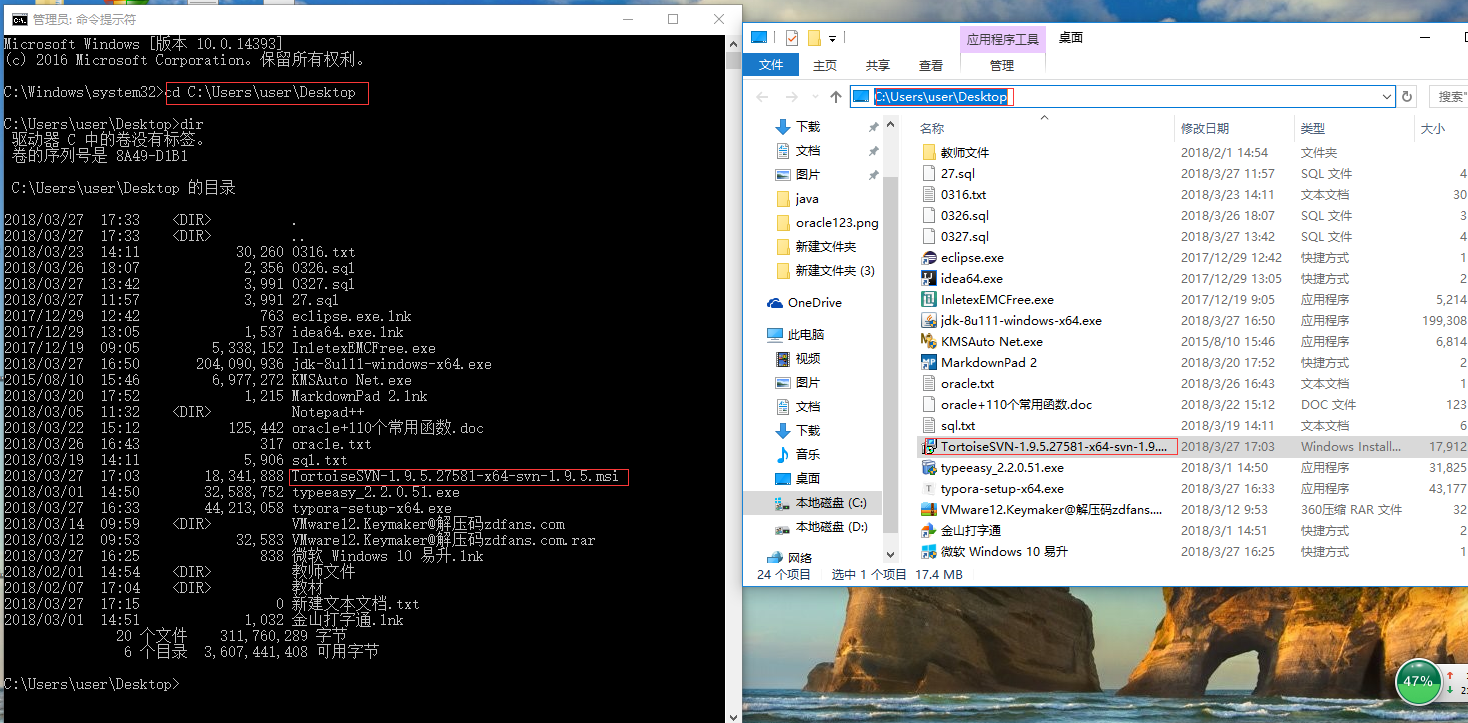 管理员: 命令提示符
Microsoft Windows [版本 10.0.14393]
(c) 2016 Microsoft Corporation。保留所有权利。
C:\Windows\system32>cd C:\Users\user\Desktop
C:\Users\user\Desktop>dir
驱动器 C 中的卷没有标签。
卷的序列号是 8A49-D1B1
C:\Users\user\Desktop 的目录
2018/03/27  17:33    <DIR>          .
2018/03/27  17:33    <DIR>          ..
2018/03/23  14:11            30,260 0316.txt
2018/03/26  18:07             2,356 0326.sql
2018/03/27  13:42             3,991 0327.sql
2018/03/27  11:57             3,991 27.sql
2017/12/29  12:42               763 eclipse.exe.lnk
2017/12/29  13:05             1,537 idea64.exe.lnk
2017/12/19  09:05         5,338,152 InletexEMCFree.exe
2018/03/27  16:50       204,090,936 jdk-8u111-windows-x64.exe
2015/08/10  15:46         6,977,272 KMSAuto Net.exe
2018/03/20  17:52             1,215 MarkdownPad 2.lnk
2018/03/05  11:32    <DIR>          Notepad++
2018/03/22  15:12           125,442 oracle+110个常用函数.doc
2018/03/26  16:43               317 oracle.txt
2018/03/19  14:11             5,906 sql.txt
2018/03/27  17:03        18,341,888 TortoiseSVN-1.9.5.27581-x64-svn-1.9.5.msi
2018/03/01  14:50        32,588,752 typeeasy_2.2.0.51.exe
2018/03/27  16:33        44,213,058 typora-setup-x64.exe
2018/03/14  09:59    <DIR>          VMware12.Keymaker@解压码zdfans.com
2018/03/12  09:53            32,583 VMware12.Keymaker@解压码zdfans.com.rar
2018/03/27  16:25               838 微软 Windows 10 易升.lnk
2018/02/01  14:54    <DIR>          教师文件
2018/02/07  17:04    <DIR>          教材
2018/03/27  17:15                 0 新建文本文档.txt
2018/03/01  14:51             1,032 金山打字通.lnk
20 个文件    311,760,289 字节
6 个目录  3,607,441,408 可用字节
C:\Users\user\Desktop>
应用程序工具 桌面
文件 主页 共享 查看 管理
C:\Users\user\Desktop 搜索"
下载
文档
图片
java
oracle123.png
新建文件夹
新建文件夹 (3)
OneDrive
此电脑
视频
图片
文档
下载
音乐
桌面
本地磁盘 (C:)
本地磁盘 (D:)
网络
名称 修改日期 类型 大小
教师文件 2018/2/1 14:54 文件夹
27.sql 2018/3/27 11:57 SQL 文件 4
0316.txt 2018/3/23 14:11 文本文档 30
0326.sql 2018/3/26 18:07 SQL 文件 3
0327.sql 2018/3/27 13:42 SQL 文件 4
eclipse.exe 2017/12/29 12:42 快捷方式 1
idea64.exe 2017/12/29 13:05 快捷方式 2
InletexEMCFree.exe 2017/12/19 9:05 应用程序 5,214
jdk-8u111-windows-x64.exe 2018/3/27 16:50 应用程序 199,308
KMSAuto Net.exe 2015/8/10 15:46 应用程序 6,814
MarkdownPad 2 2018/3/20 17:52 快捷方式 2
oracle.txt 2018/3/26 16:43 文本文档 1
oracle+110个常用函数.doc 2018/3/22 15:12 DOC 文件 123
sql.txt 2018/3/19 14:11 文本文档 6
TortoiseSVN-1.9.5.27581-x64-svn-1.9.... 2018/3/27 17:03 Windows Install... 17,912
typeeasy_2.2.0.51.exe 2018/3/1 14:50 应用程序 31,825
typora-setup-x64.exe 2018/3/27 16:33 应用程序 43,177
VMware12.Keymaker@解压码zdfans.... 2018/3/12 9:53 360压缩 RAR 文件 32
金山打字通 2018/3/1 14:51 快捷方式 2
微软 Windows 10 易升 2018/3/27 16:25 快捷方式 1
24 个项目 选中 1 个项目 17.4 MB
47%